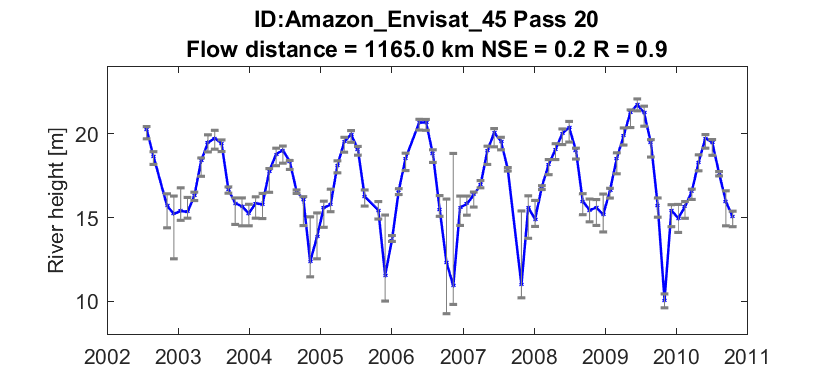 ID:Amazon_Envisat_45 Pass 20
Flow distance = 1165.0 km NSE = 0.2 R = 0.9
River height [m]
20
15
10
2002 2003 2004 2005 2006 2007 2008 2009 2010 2011